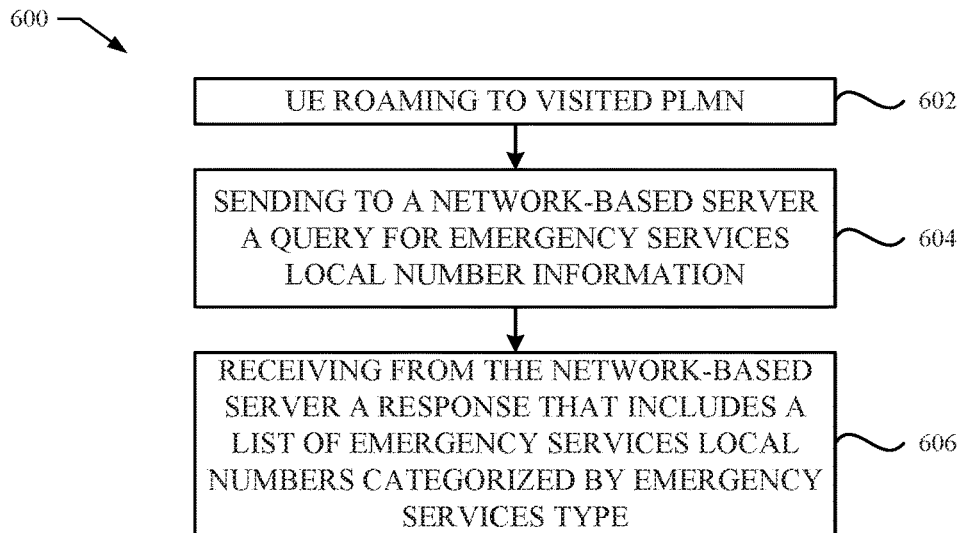 600
UE ROAMING TO VISITED PLMN
602
SENDING TO A NETWORK-BASED SERVER
A QUERY FOR EMERGENCY SERVICES
LOCAL NUMBER INFORMATION
604
RECEIVING FROM THE NETWORK-BASED
SERVER A RESPONSE THAT INCLUDES A
LIST OF EMERGENCY SERVICES LOCAL
NUMBERS CATEGORIZED BY EMERGENCY
SERVICES TYPE
606